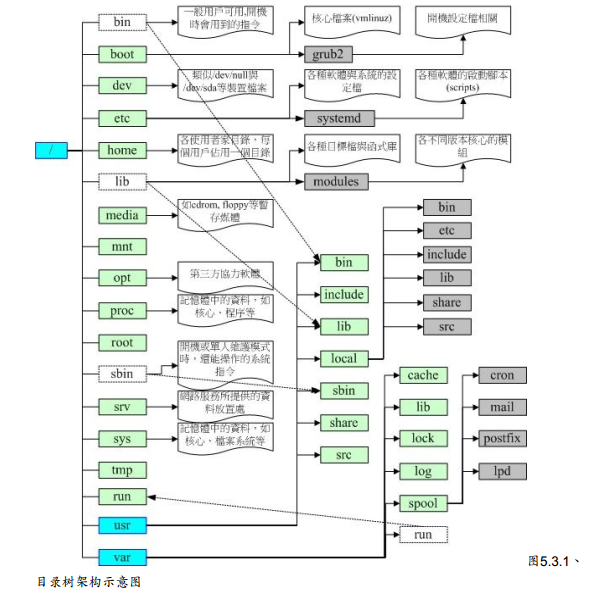 bin
一般用戶可用,開機
時會用到的指令
核心檔案(vmlinuz)
開機設定檔相關
boot
grub2
dev
類似/dev/null與
/dev/sda等裝置檔案
各種軟體與系統的設
定檔
各種軟體的啟動腳本
(scripts)
etc
systemd
/
home
各使用者家目錄，每
個用戶佔用一個目錄
各種目標檔與函式庫
各不同版本核心的模
組
lib
modules
media
如cdrom, floppy等暫
存媒體
mnt
opt
第三方協力軟體
proc
記憶體中的資料，如
核心、程序等
root
sbin
開機或單人維護模式
時，還能操作的系統
指令
srv
網路服務所提供的資
料放置處
sys
記憶體中的資料，如
核心、檔案系統等
tmp
run
usr
var
bin
include
lib
local
sbin
share
src
bin
etc
include
lib
share
src
cache
lib
lock
log
spool
run
cron
mail
postfix
lpd
图5.3.1、
目录树架构示意图